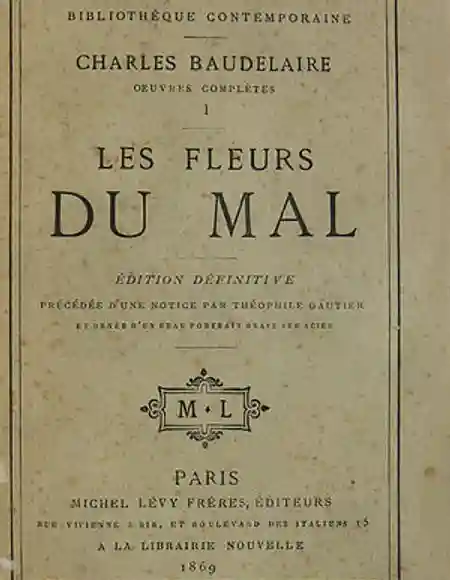 BIBLIOTHÈQUE CONTEMPORAINE
CHARLES BAUDELAIRE
OEUVRES COMPLÈTES
I
LES FLEURS
DU MAL
ÉDITION DÉFINITIVE
PRÉCÉDÉE D'UNE NOTICE PAR THÉOPHILE GAUTIER
ET ORNÉE D'UN BEAU PORTRAIT GRAVÉ SUR ACIER
M • L
PARIS
MICHEL LÉVY FRÈRES, ÉDITEURS
RUE VIVIENNE 2 BIS, ET BOULEVARD DES ITALIENS 15
A LA LIBRAIRIE NOUVELLE
1869